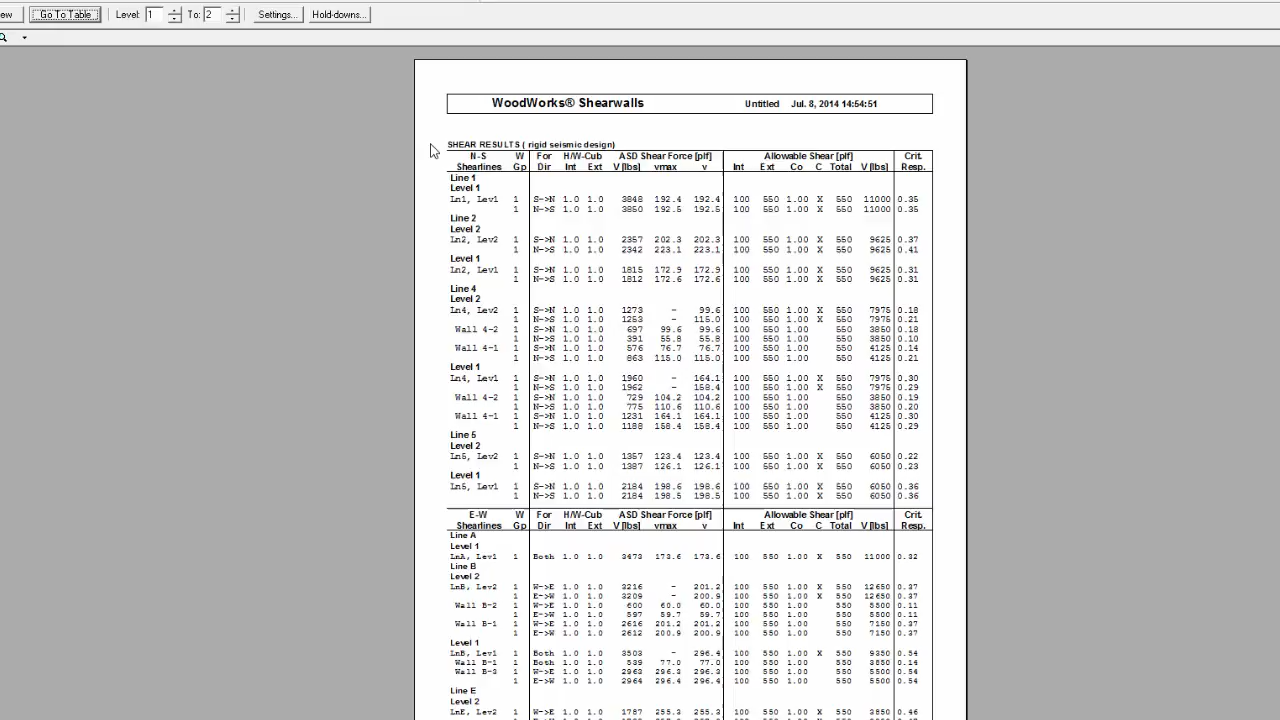 ew Go To Table Level: 1 To: 2 Settings... Hold-downs...
WoodWorks® Shearwalls Untitled Jul. 8, 2014 14:54:51
SHEAR RESULTS ( rigid seismic design)
N-S W For H/W-Cub ASD Shear Force [plf] Allowable Shear [plf] Crit.
Shearlines Gp Dir Int Ext V [lbs] vmax v Int Ext Co C Total V [lbs] Resp.
Line 1
Level 1
Ln1, Lev1 1 S->N 1.0 1.0 3848 192.4 192.4 100 550 1.00 X 550 11000 0.35
1 N->S 1.0 1.0 3850 192.5 192.5 100 550 1.00 X 550 11000 0.35
Line 2
Level 2
Ln2, Lev2 1 S->N 1.0 1.0 2357 202.3 202.3 100 550 1.00 X 550 9625 0.37
1 N->S 1.0 1.0 2342 223.1 223.1 100 550 1.00 X 550 9625 0.41
Level 1
Ln2, Lev1 1 S->N 1.0 1.0 1815 172.9 172.9 100 550 1.00 X 550 9625 0.31
1 N->S 1.0 1.0 1812 172.6 172.6 100 550 1.00 X 550 9625 0.31
Line 4
Level 2
Ln4, Lev2 1 S->N 1.0 1.0 1273 - 99.6 100 550 1.00 X 550 7975 0.18
1 N->S 1.0 1.0 1253 - 115.0 100 550 1.00 X 550 7975 0.21
Wall 4-2 1 S->N 1.0 1.0 697 99.6 99.6 100 550 1.00 550 3850 0.18
1 N->S 1.0 1.0 391 55.8 55.8 100 550 1.00 550 3850 0.10
Wall 4-1 1 S->N 1.0 1.0 576 76.7 76.7 100 550 1.00 550 4125 0.14
1 N->S 1.0 1.0 863 115.0 115.0 100 550 1.00 550 4125 0.21
Level 1
Ln4, Lev1 1 S->N 1.0 1.0 1960 - 164.1 100 550 1.00 X 550 7975 0.30
1 N->S 1.0 1.0 1962 - 158.4 100 550 1.00 X 550 7975 0.29
Wall 4-2 1 S->N 1.0 1.0 729 104.2 104.2 100 550 1.00 550 3850 0.19
1 N->S 1.0 1.0 775 110.6 110.6 100 550 1.00 550 3850 0.20
Wall 4-1 1 S->N 1.0 1.0 1231 164.1 164.1 100 550 1.00 550 4125 0.30
1 N->S 1.0 1.0 1188 158.4 158.4 100 550 1.00 550 4125 0.29
Line 5
Level 2
Ln5, Lev2 1 S->N 1.0 1.0 1357 123.4 123.4 100 550 1.00 X 550 6050 0.22
1 N->S 1.0 1.0 1387 126.1 126.1 100 550 1.00 X 550 6050 0.23
Level 1
Ln5, Lev1 1 S->N 1.0 1.0 2184 198.6 198.6 100 550 1.00 X 550 6050 0.36
1 N->S 1.0 1.0 2184 198.5 198.5 100 550 1.00 X 550 6050 0.36
E-W W For H/W-Cub ASD Shear Force [plf] Allowable Shear [plf] Crit.
Shearlines Gp Dir Int Ext V [lbs] vmax v Int Ext Co C Total V [lbs] Resp.
Line A
Level 1
LnA, Lev1 1 Both 1.0 1.0 3473 173.6 173.6 100 550 1.00 X 550 11000 0.32
Line B
Level 2
LnB, Lev2 1 W->E 1.0 1.0 3216 - 201.2 100 550 1.00 X 550 12650 0.37
1 E->W 1.0 1.0 3209 - 200.9 100 550 1.00 X 550 12650 0.37
Wall B-2 1 W->E 1.0 1.0 600 60.0 60.0 100 550 1.00 550 5500 0.11
1 E->W 1.0 1.0 597 59.7 59.7 100 550 1.00 550 5500 0.11
Wall B-1 1 W->E 1.0 1.0 2616 201.2 201.2 100 550 1.00 550 7150 0.37
1 E->W 1.0 1.0 2612 200.9 200.9 100 550 1.00 550 7150 0.37
Level 1
LnB, Lev1 1 Both 1.0 1.0 3503 - 296.4 100 550 1.00 X 550 9350 0.54
Wall B-1 1 Both 1.0 1.0 539 77.0 77.0 100 550 1.00 550 3850 0.14
Wall B-3 1 W->E 1.0 1.0 2963 296.3 296.3 100 550 1.00 550 5500 0.54
1 E->W 1.0 1.0 2964 296.4 296.4 100 550 1.00 550 5500 0.54
Line E
Level 2
LnE, Lev2 1 W->E 1.0 1.0 1787 255.3 255.3 100 550 1.00 X 550 3850 0.46